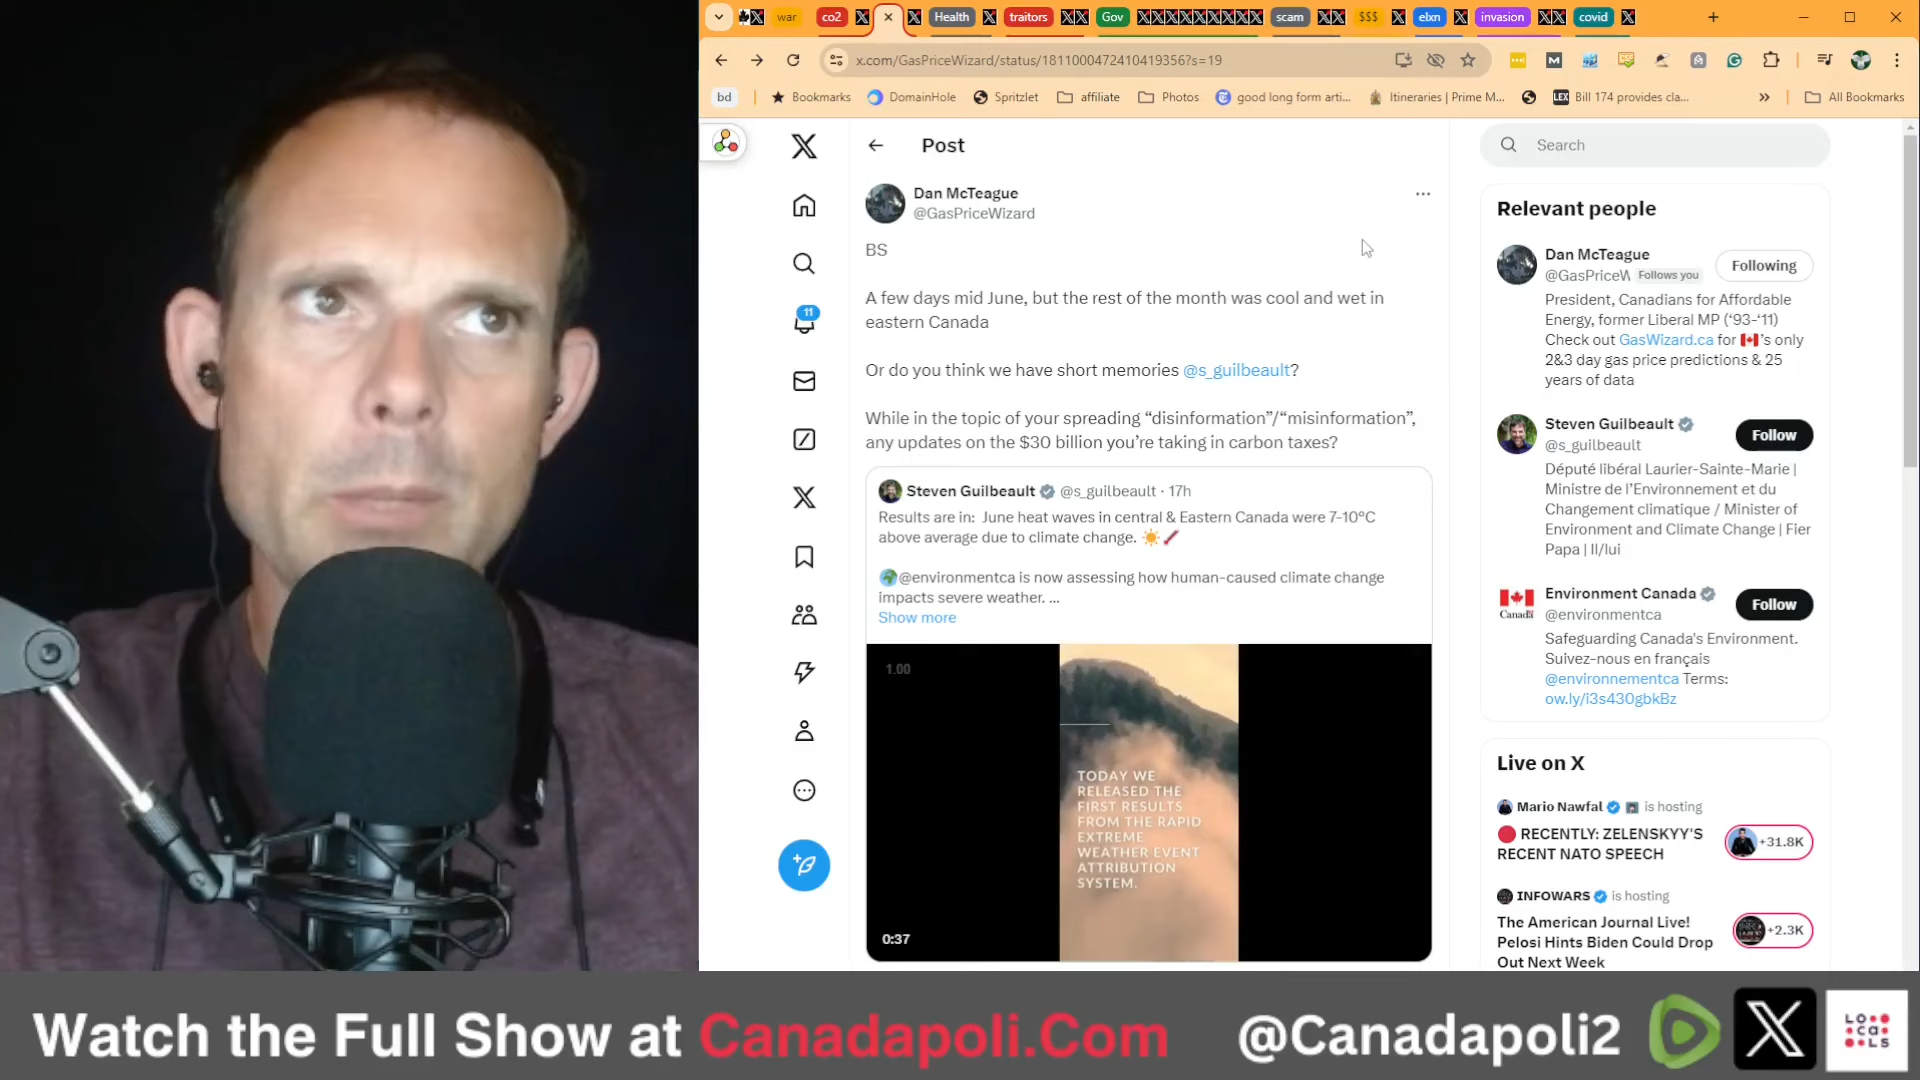 war
co2
Health
traitors
Gov
scam
$$$
elxn
invasion
covid
x.com/GasPriceWizard/status/1811000472410419356?s=19
bd
Bookmarks
DomainHole
Spritzlet
affiliate
Photos
good long form arti...
Itineraries | Prime M...
LEX
Bill 174 provides cla...
All Bookmarks
Post
Search
Dan McTeague
@GasPriceWizard
BS
A few days mid June, but the rest of the month was cool and wet in
eastern Canada
Or do you think we have short memories @s_guilbeault?
While in the topic of your spreading “disinformation”/“misinformation”,
any updates on the $30 billion you’re taking in carbon taxes?
11
Steven Guilbeault @s_guilbeault · 17h
Results are in: June heat waves in central & Eastern Canada were 7-10°C
above average due to climate change.
@environmentca is now assessing how human-caused climate change
impacts severe weather. ...
Show more
1.00
TODAY WE
RELEASED THE
FIRST RESULTS
FROM THE RAPID
EXTREME
WEATHER EVENT
ATTRIBUTION
SYSTEM.
0:37
Relevant people
Dan McTeague
@GasPriceW Follows you
Following
President, Canadians for Affordable
Energy, former Liberal MP (‘93-‘11)
Check out GasWizard.ca for 's only
2&3 day gas price predictions & 25
years of data
Steven Guilbeault
@s_guilbeault
Follow
Député libéral Laurier-Sainte-Marie |
Ministre de l’Environnement et du
Changement climatique / Minister of
Environment and Climate Change | Fier
Papa | Il/lui
Environment Canada
@environmentca
Follow
Canada
Safeguarding Canada's Environment.
Suivez-nous en français
@environnementca Terms:
ow.ly/i3s430gbkBz
Live on X
Mario Nawfal is hosting
RECENTLY: ZELENSKYY'S
RECENT NATO SPEECH
+31.8K
INFOWARS is hosting
The American Journal Live!
Pelosi Hints Biden Could Drop
Out Next Week
+2.3K
Watch the Full Show at Canadapoli.Com
@Canadapoli2
LO
CA
LS